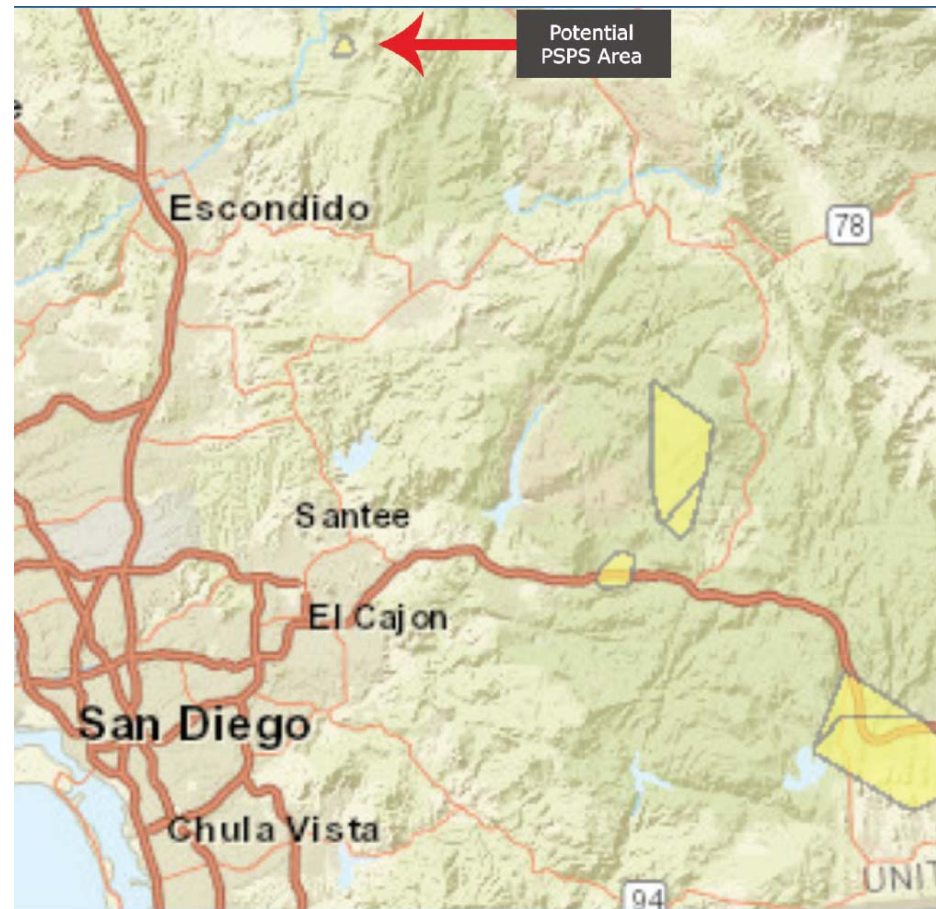 Potential
PSPS Area
Escondido
78
Santee
El Cajon
San Diego
Chula Vista
94
UNIT